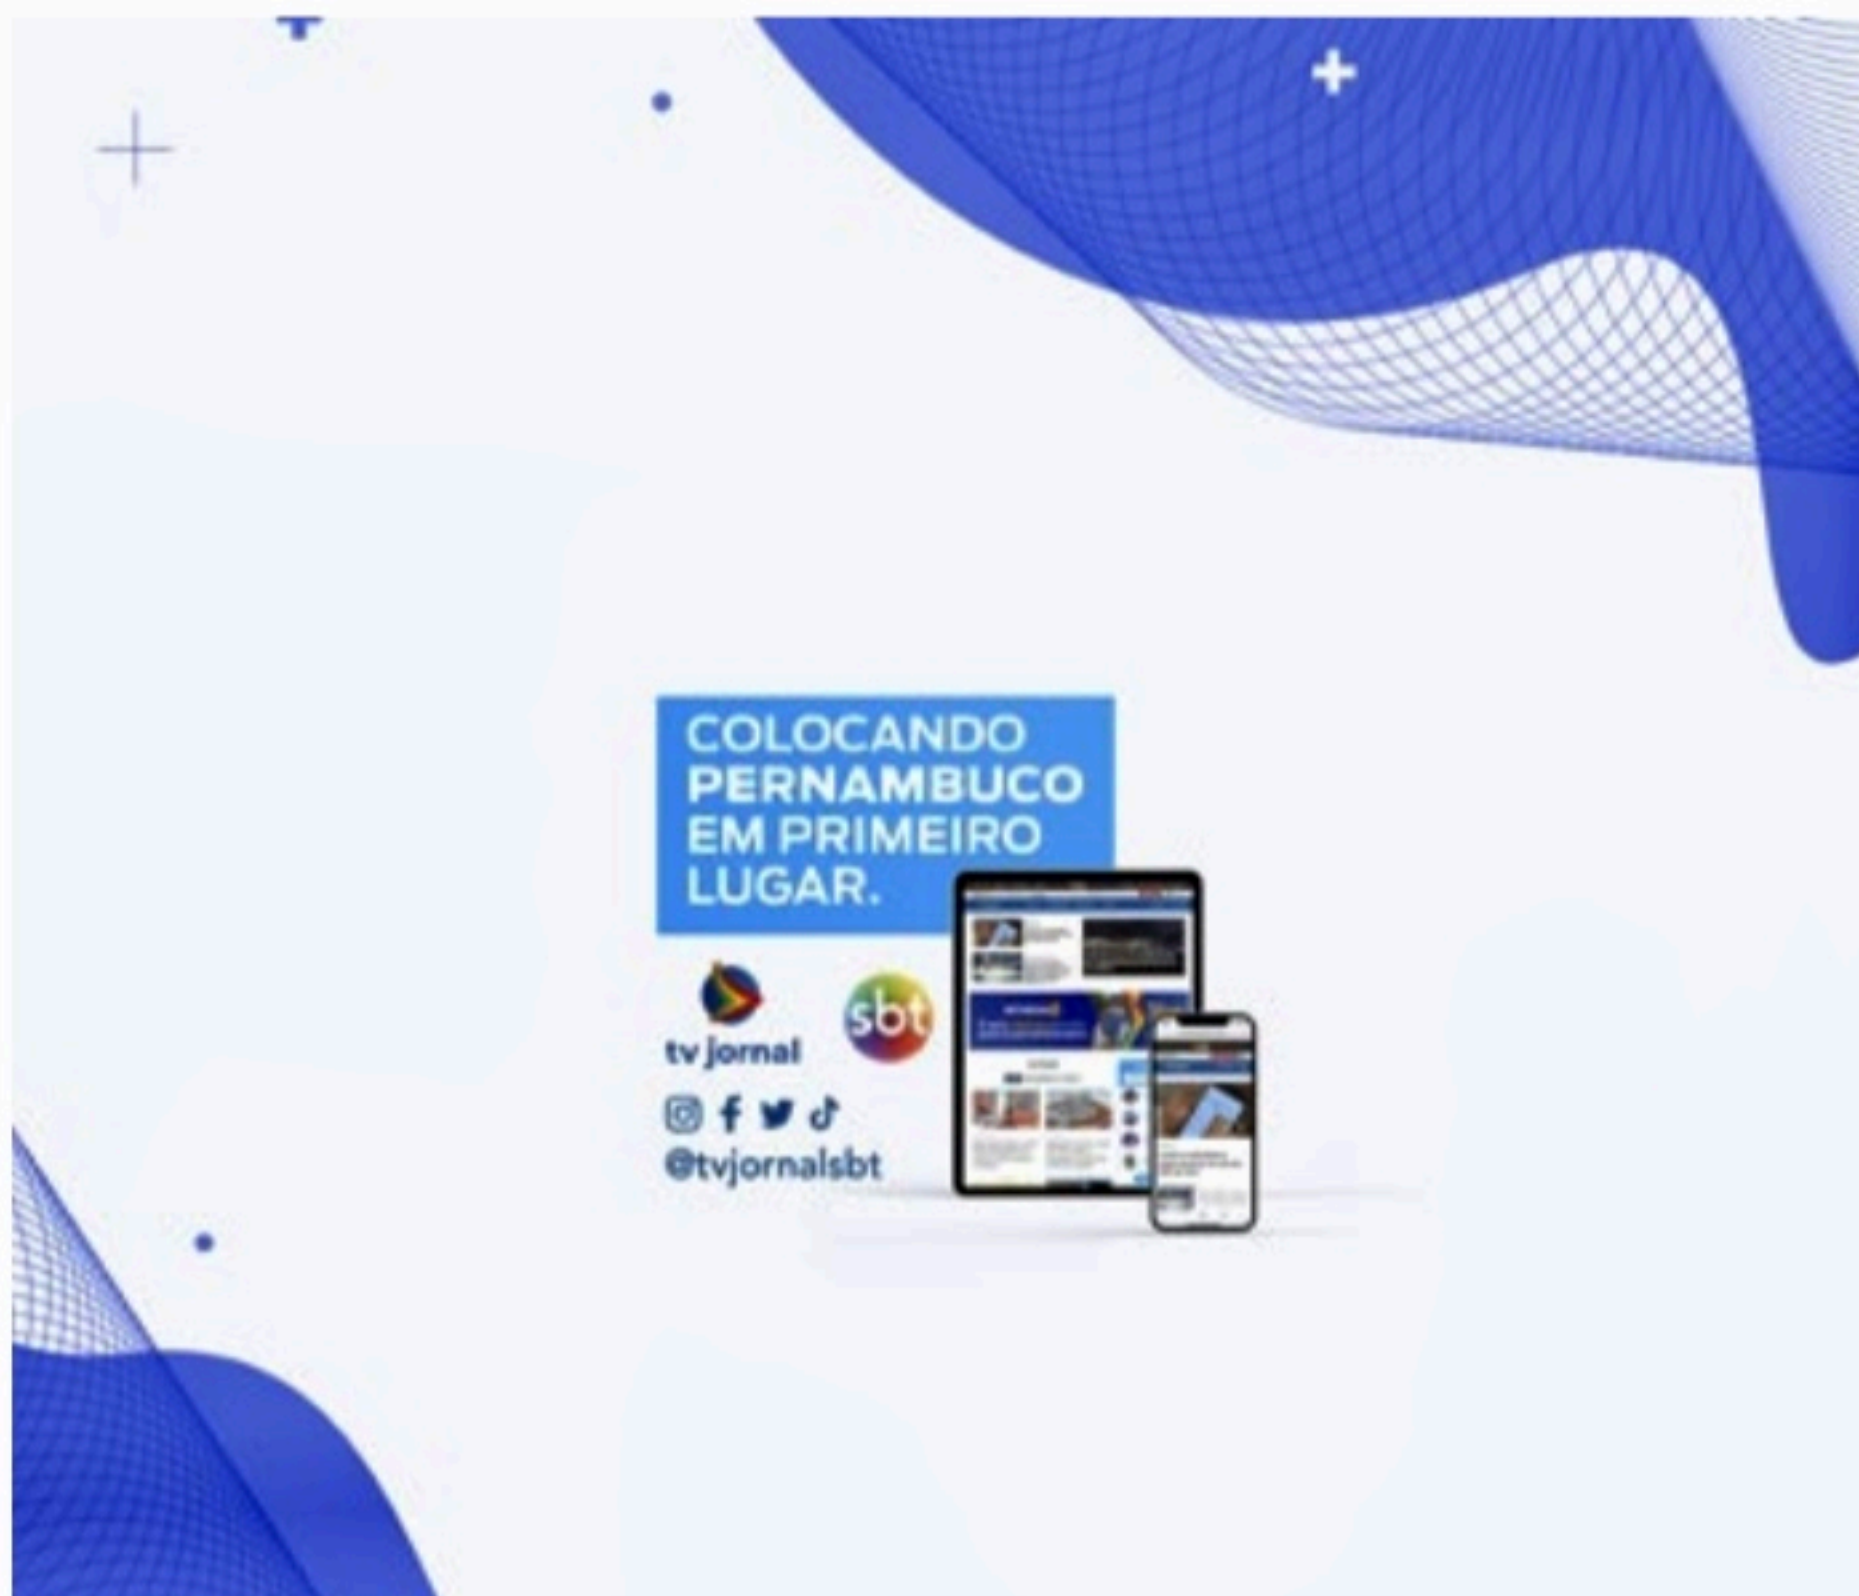 COLOCANDO
PERNAMBUCO
EM PRIMEIRO
LUGAR.
tv jornal
sbt
@tvjornalsbt